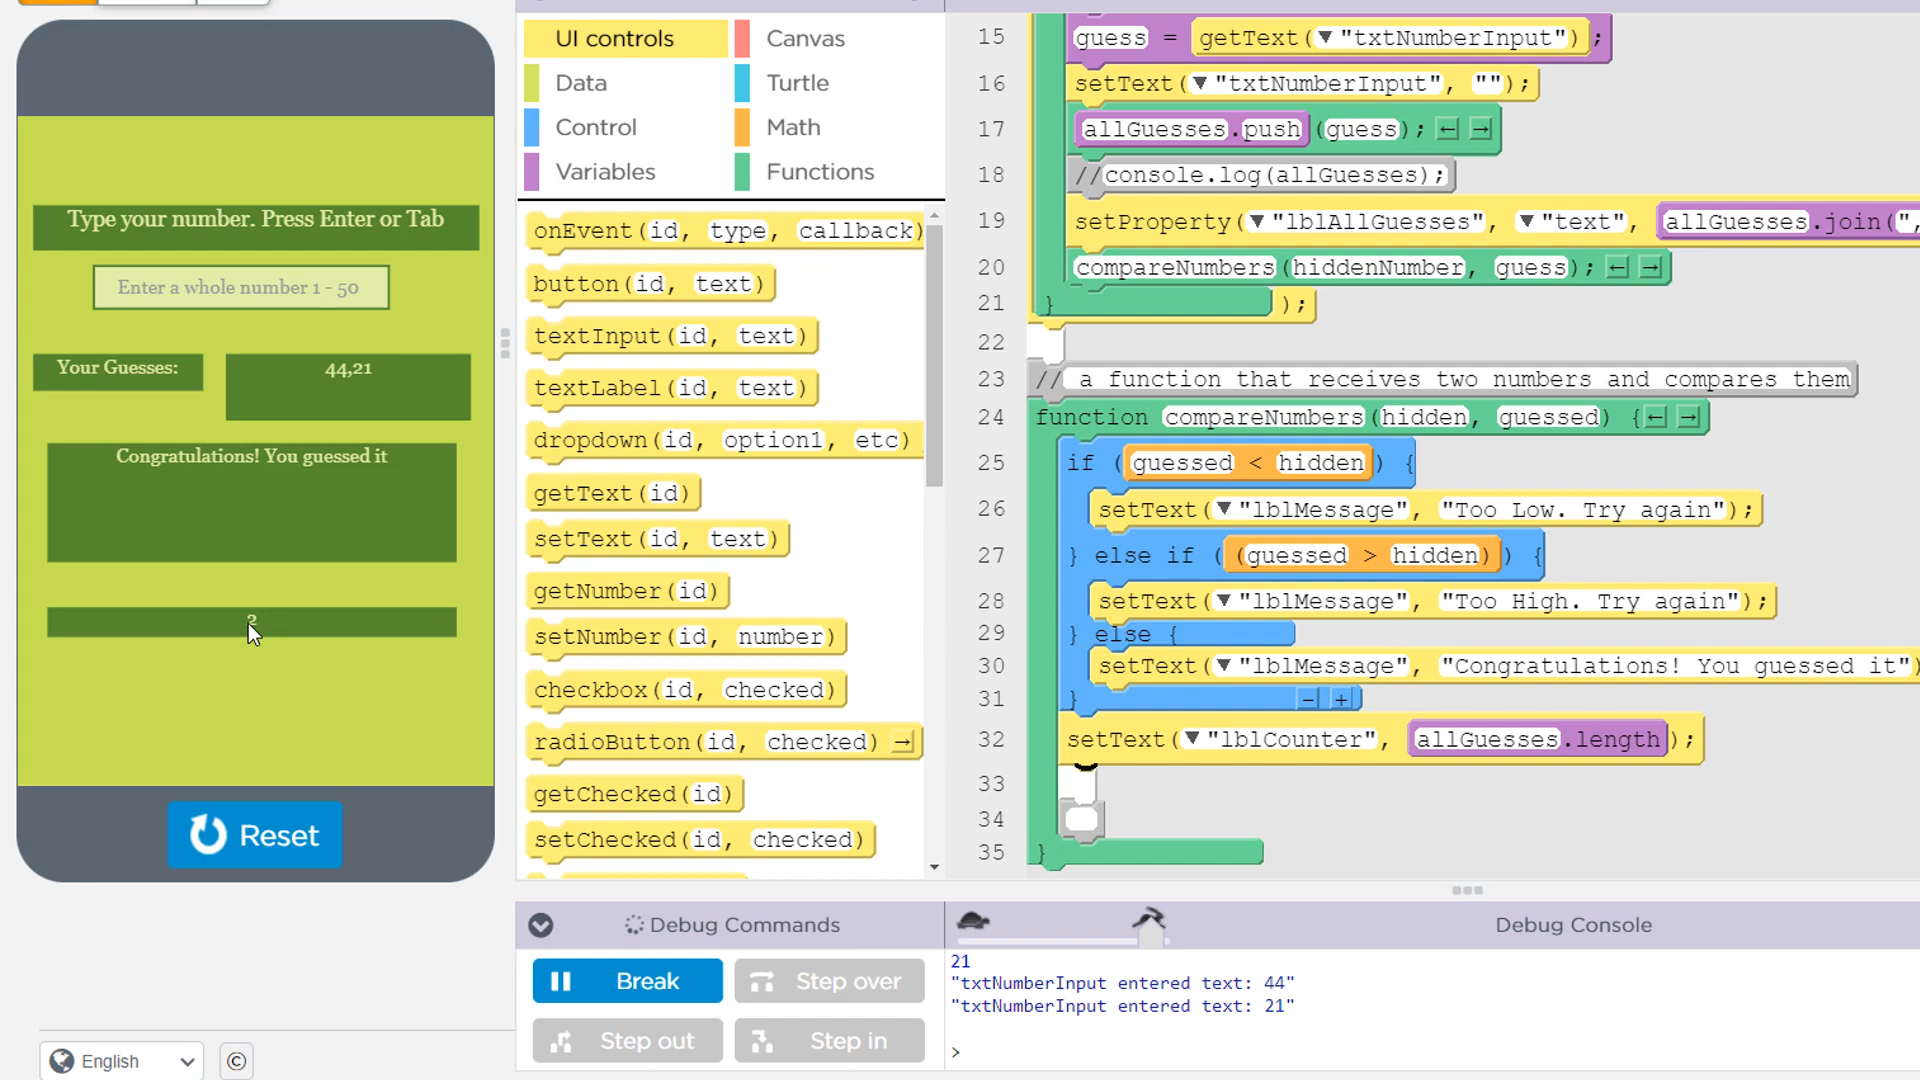 Type your number. Press Enter or Tab
Enter a whole number 1 - 50
Your Guesses:
44,21
Congratulations! You guessed it
2
Reset
English
©
UI controls
Canvas
Data
Turtle
Control
Math
Variables
Functions
onEvent(id, type, callback)
button(id, text)
textInput(id, text)
textLabel(id, text)
dropdown(id, option1, etc)
getText(id)
setText(id, text)
getNumber(id)
setNumber(id, number)
checkbox(id, checked)
radioButton(id, checked) →
getChecked(id)
setChecked(id, checked)
15 guess = getText(▼"txtNumberInput");
16 setText(▼"txtNumberInput", "");
17 allGuesses.push(guess); ← →
18 //console.log(allGuesses);
19 setProperty(▼"lblAllGuesses", ▼"text", allGuesses.join(",
20 compareNumbers(hiddenNumber, guess); ← →
21 } );
22
23 // a function that receives two numbers and compares them
24 function compareNumbers(hidden, guessed) { ← →
25 if (guessed < hidden) {
26 setText(▼"lblMessage", "Too Low. Try again");
27 } else if ((guessed > hidden)) {
28 setText(▼"lblMessage", "Too High. Try again");
29 } else {
30 setText(▼"lblMessage", "Congratulations! You guessed it")
31 } - +
32 setText(▼"lblCounter", allGuesses.length);
33
34
35 }
Debug Commands
Break
Step over
Step out
Step in
Debug Console
21
"txtNumberInput entered text: 44"
"txtNumberInput entered text: 21"
>